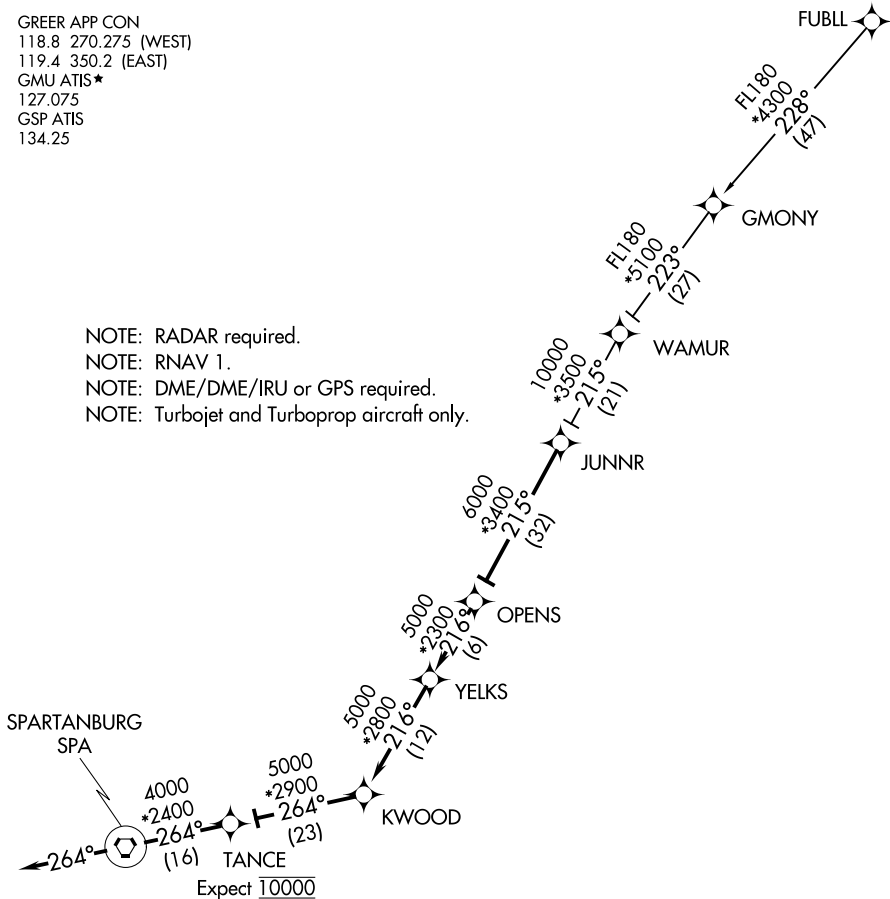 GREER APP CON
118.8 270.275 (WEST)
119.4 350.2 (EAST)
GMU ATIS★
127.075
GSP ATIS
134.25
FUBLL
FL180
*4300
228°
(47)
GMONY
FL180
*5100
223°
(27)
WAMUR
NOTE: RADAR required.
NOTE: RNAV 1.
NOTE: DME/DME/IRU or GPS required.
NOTE: Turbojet and Turboprop aircraft only.
10000
*3500
215°
(21)
JUNNR
6000
*3400
215°
(32)
OPENS
5000
*2300
216°
(6)
YELKS
5000
*2800
216°
(12)
KWOOD
5000
*2900
264°
(23)
TANCE
Expect 10000
4000
*2400
264°
(16)
SPARTANBURG
SPA
264°